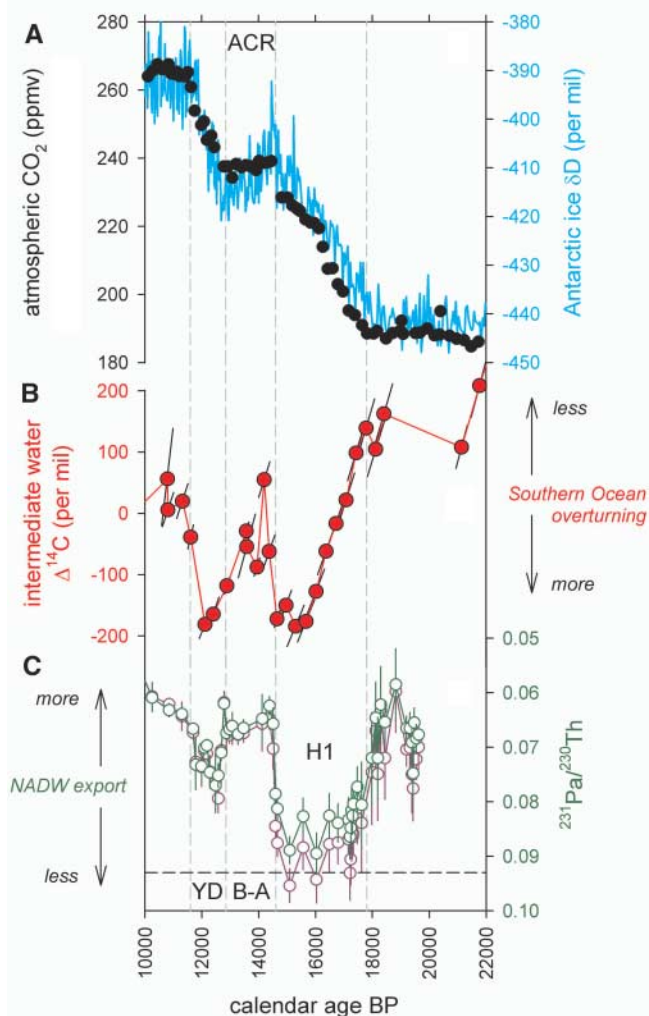 A
ACR
280
260
240
220
200
180
atmospheric CO2 (ppmv)
-380
-390
-400
-410
-420
-430
-440
-450
Antarctic ice δD (per mil)
B
100
0
-100
-200
intermediate water
Δ14C (per mil)
less
Southern Ocean
overturning
more
C
more
NADW export
less
0.05
0.06
0.07
0.08
0.09
0.10
231Pa/230Th
H1
YD
B-A
10000
12000
14000
16000
18000
20000
22000
calendar age BP